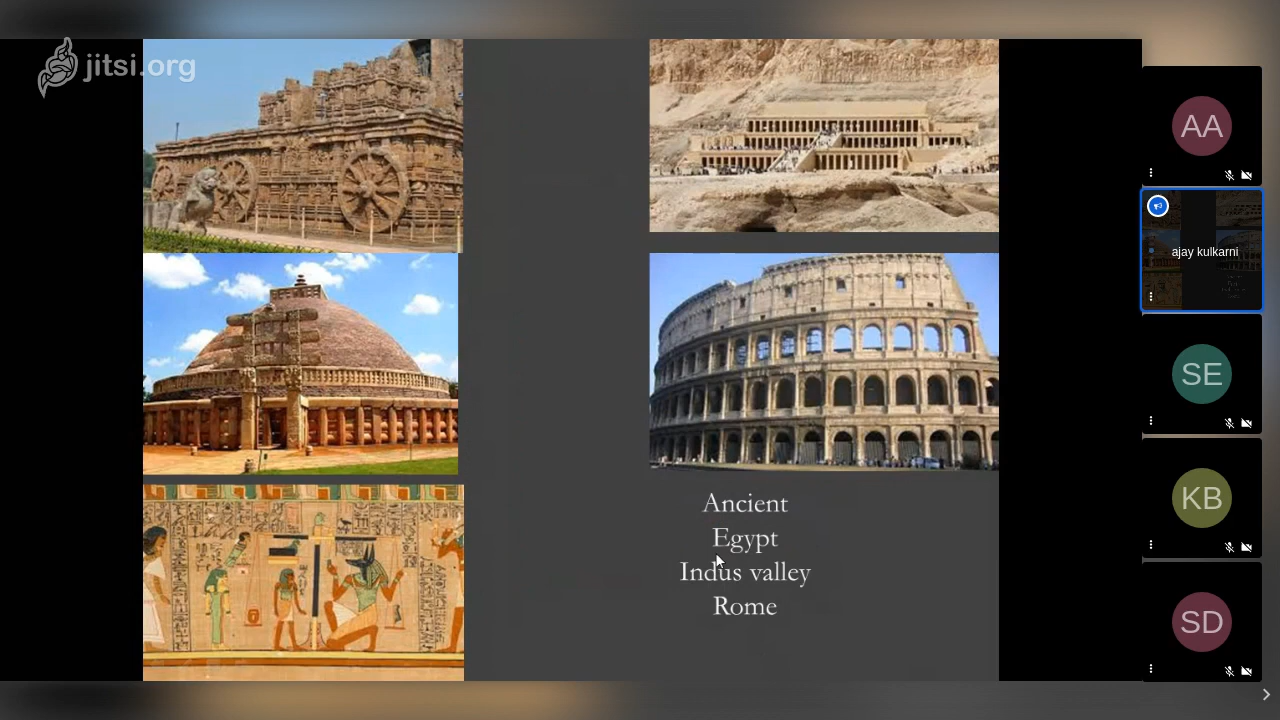 jitsi.org
AA
ajay kulkarni
SE
Ancient
Egypt
Indus valley
Rome
KB
SD